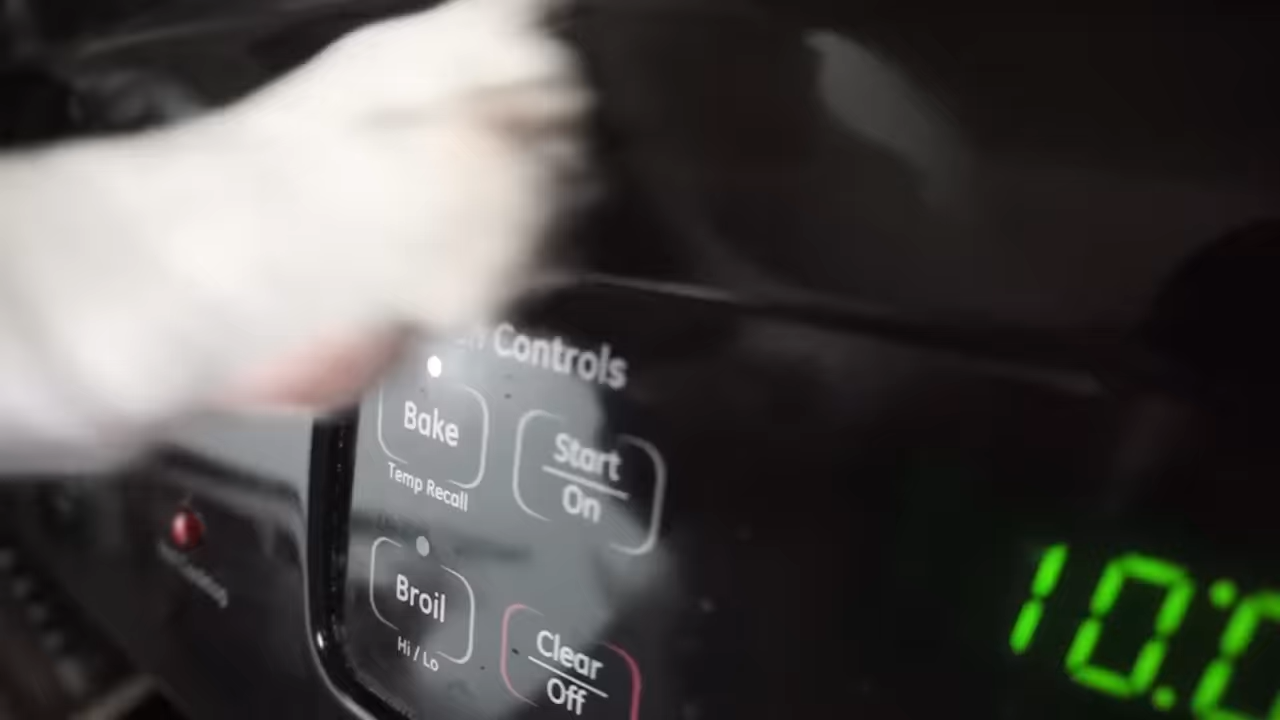 Controls
Bake
Temp Recall
Start
On
Broil
Hi / Lo
Clear
Off
10:0